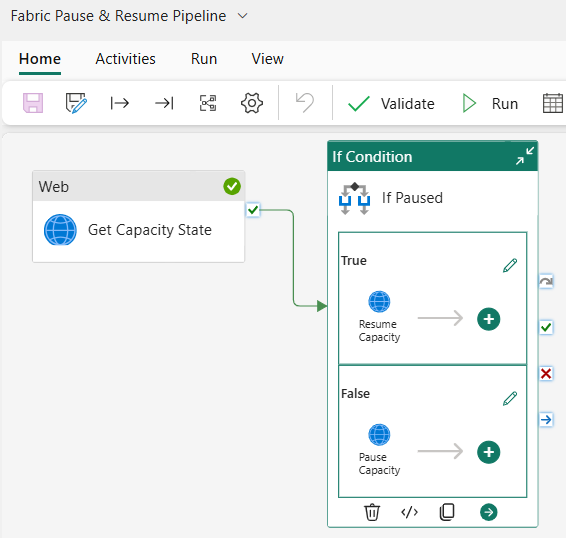 Fabric Pause & Resume Pipeline
Home Activities Run View
Validate Run
If Condition
Web
If Paused
Get Capacity State
True
Resume
Capacity
False
Pause
Capacity